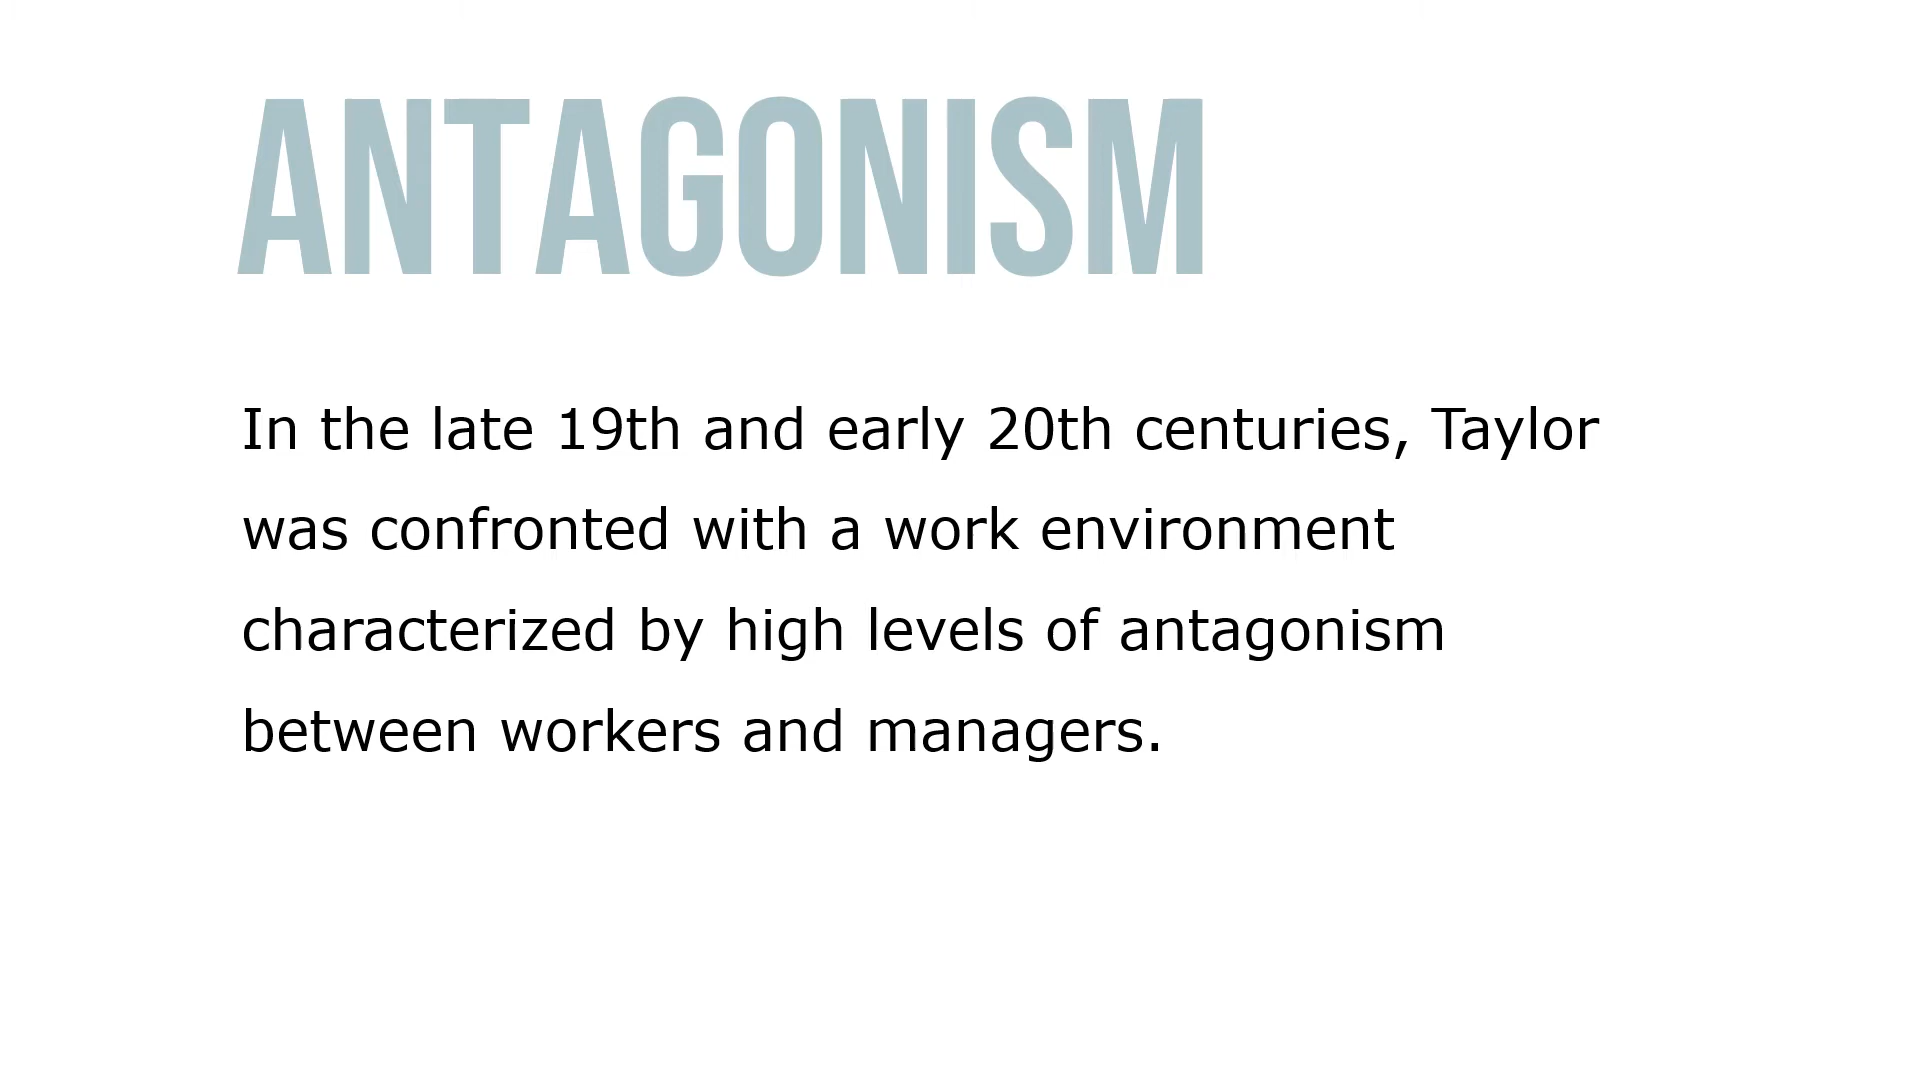 ANTAGONISM
In the late 19th and early 20th centuries, Taylor
was confronted with a work environment
characterized by high levels of antagonism
between workers and managers.